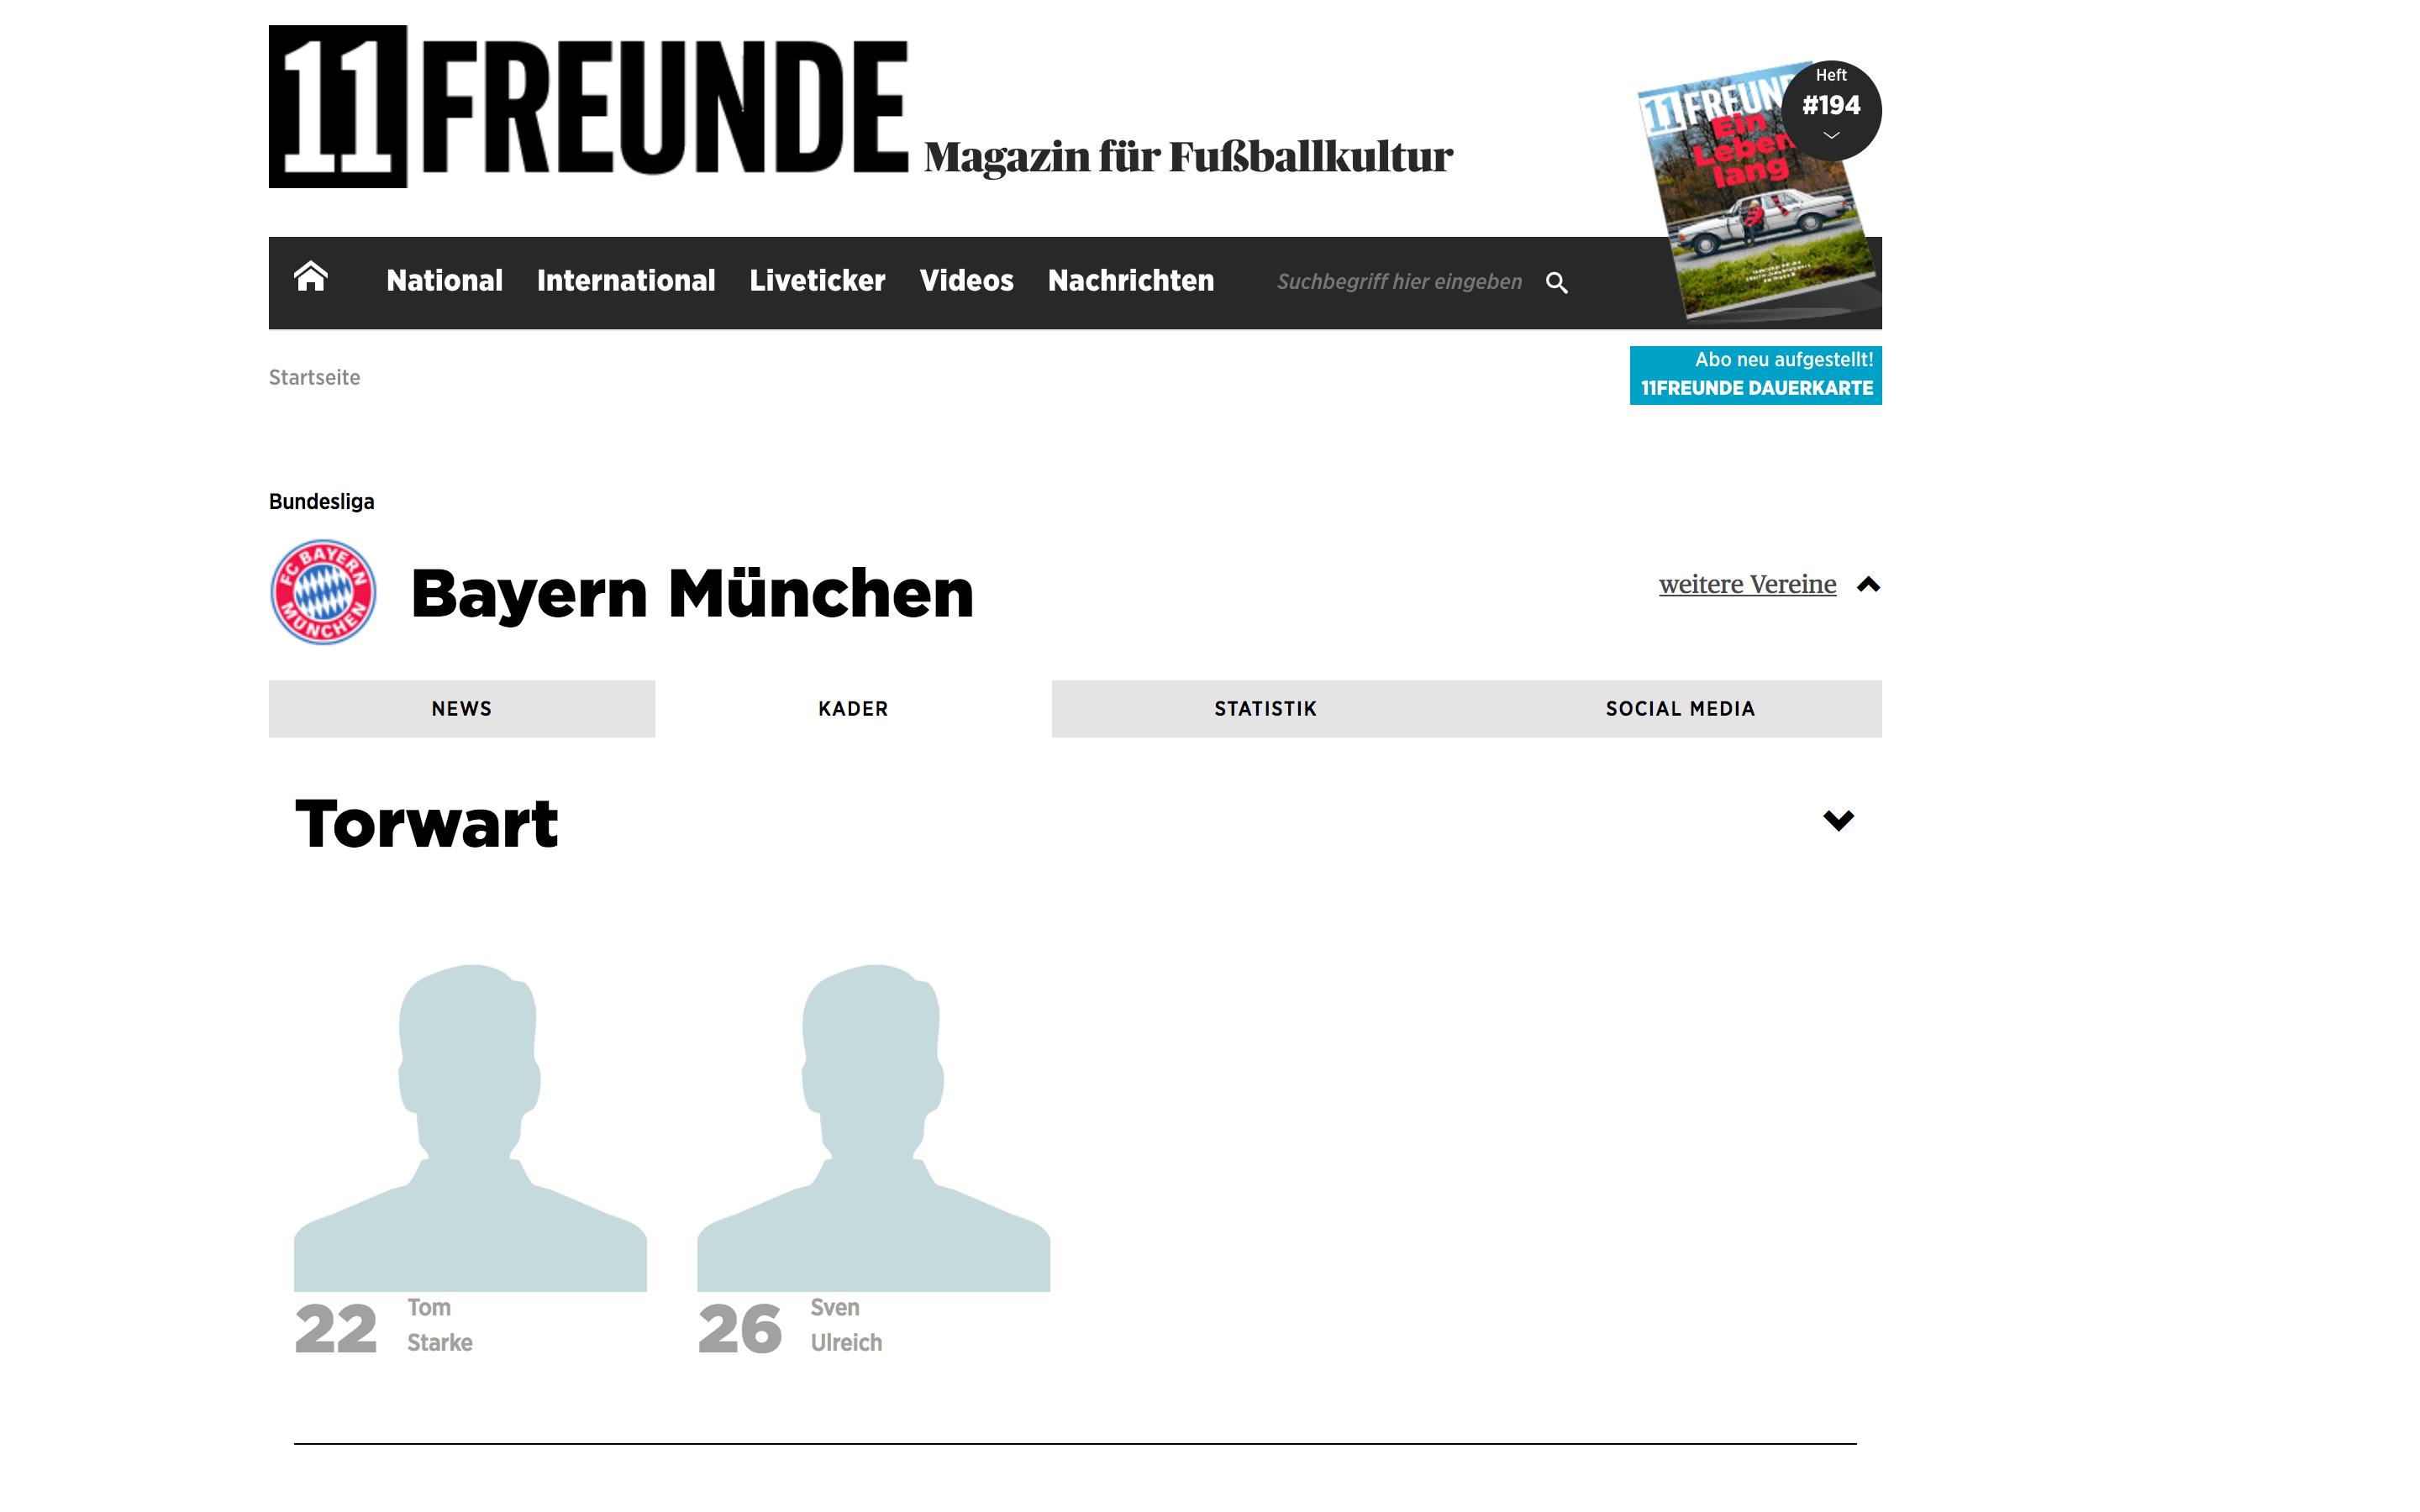 11FREUNDE
Magazin für Fußballkultur
11FREUN
Ein
Leben
lang
Heft
#194
National International Liveticker Videos Nachrichten Suchbegriff hier eingeben
Startseite
Abo neu aufgestellt!
11FREUNDE DAUERKARTE
Bundesliga
FC BAYERN
MÜNCHEN
Bayern München
weitere Vereine
NEWS KADER STATISTIK SOCIAL MEDIA
Torwart
22 Tom
Starke
26 Sven
Ulreich